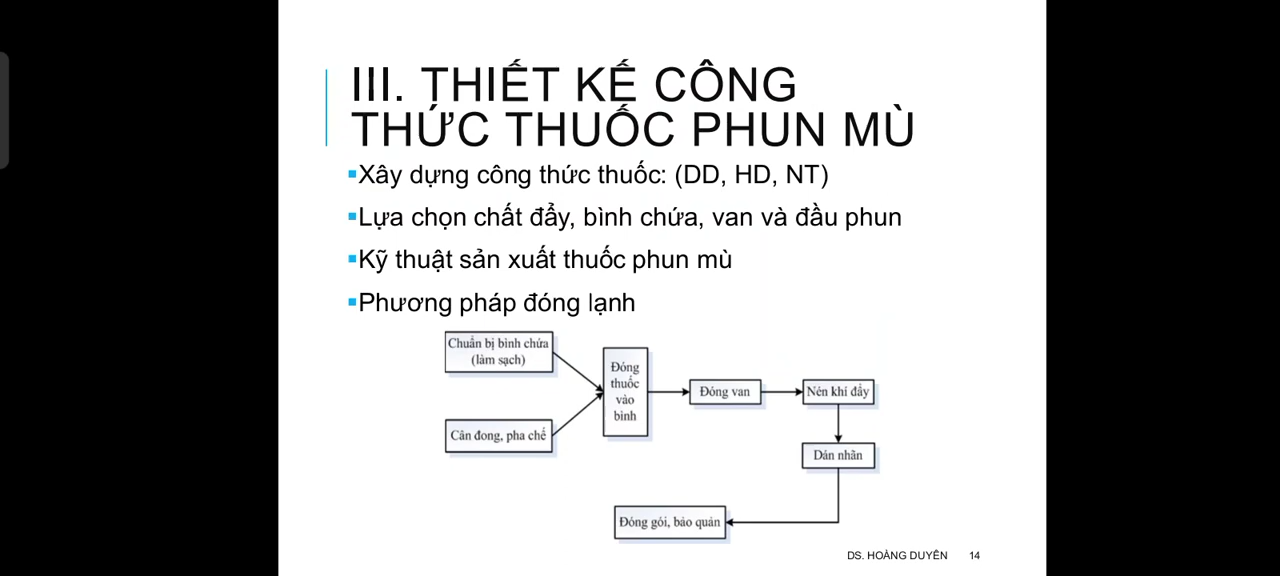 III. THIẾT KẾ CÔNG
THỨC THUỐC PHUN MÙ
▪Xây dựng công thức thuốc: (DD, HD, NT)
▪Lựa chọn chất đẩy, bình chứa, van và đầu phun
▪Kỹ thuật sản xuất thuốc phun mù
▪Phương pháp đóng lạnh
Chuẩn bị bình chứa
(làm sạch)
Cân đong, pha chế
Đóng
thuốc
vào
bình
Đóng van
Nén khí đẩy
Dán nhãn
Đóng gói, bảo quản
DS. HOÀNG DUYÊN 14